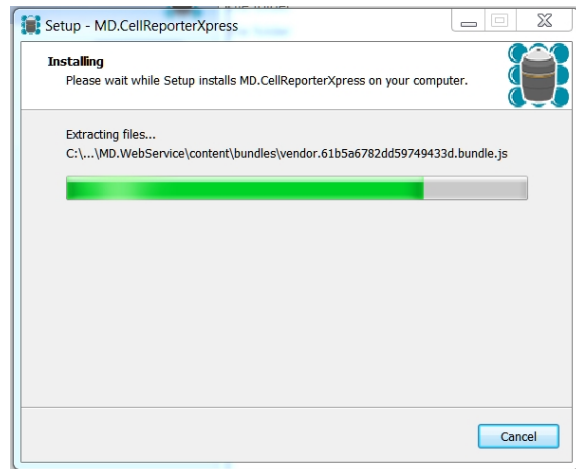 Setup - MD.CellReporterXpress
Installing
Please wait while Setup installs MD.CellReporterXpress on your computer.
Extracting files...
C:\...\MD.WebService\content\bundles\vendor.61b5a6782dd59749433d.bundle.js
Cancel